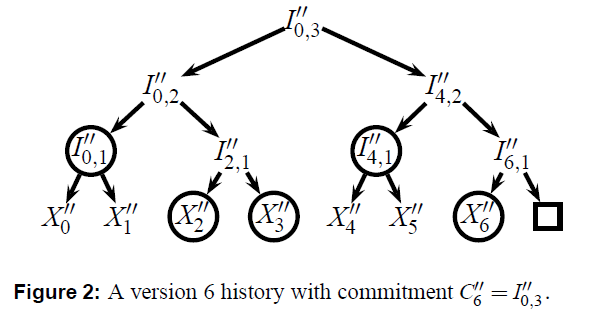 I″0,3
I″0,2 I″4,2
I″0,1 I″2,1 I″4,1 I″6,1
X″0 X″1 X″2 X″3 X″4 X″5 X″6
Figure 2: A version 6 history with commitment C″6 = I″0,3.